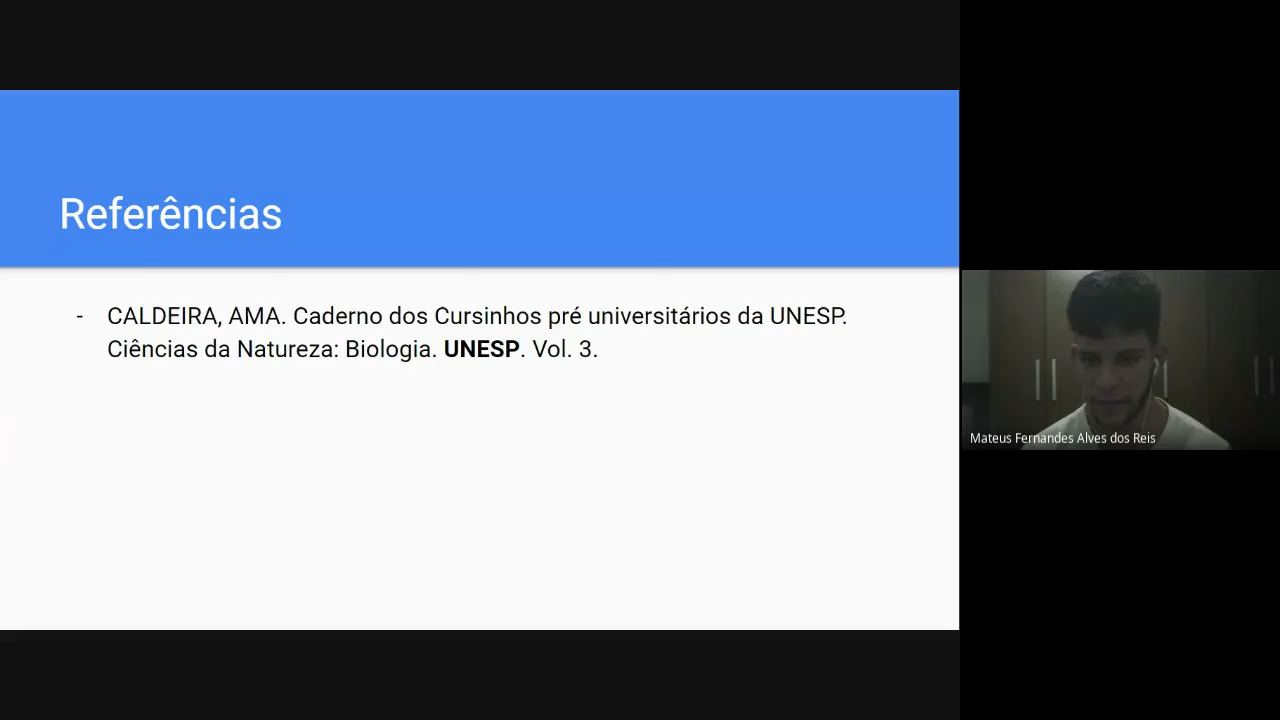 Referências
- CALDEIRA, AMA. Caderno dos Cursinhos pré universitários da UNESP.
Ciências da Natureza: Biologia. UNESP. Vol. 3.
Mateus Fernandes Alves dos Reis